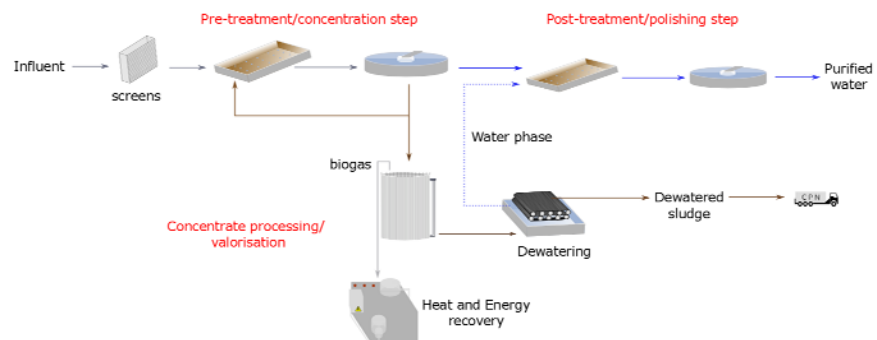 Pre-treatment/concentration step
Post-treatment/polishing step
Influent
screens
Purified
water
Water phase
biogas
Concentrate processing/
valorisation
Dewatered
sludge
CPN
Dewatering
Heat and Energy
recovery